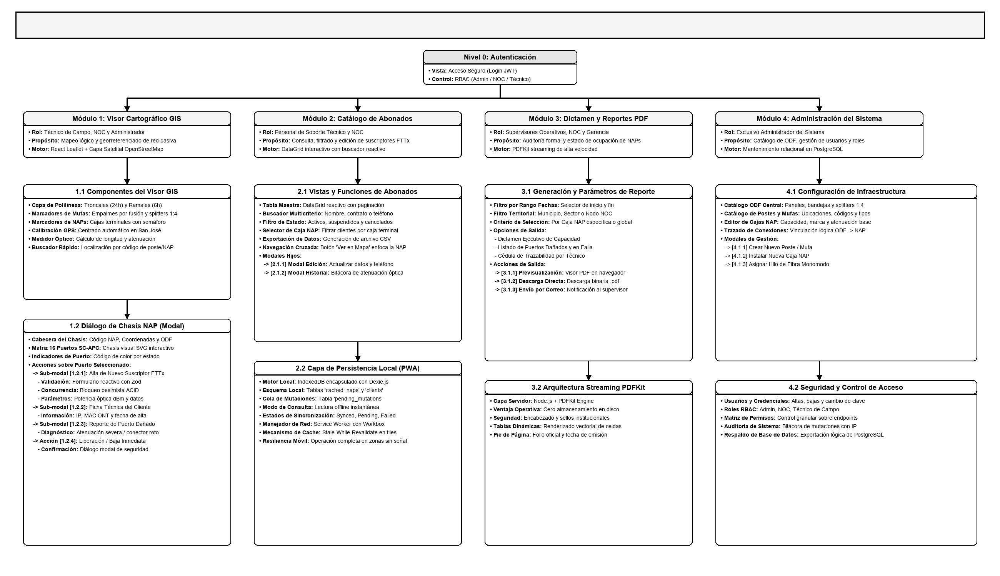 Nivel 0: Autenticación
• Vista: Acceso Seguro (Login JWT)
• Control: RBAC (Admin / NOC / Técnico)
Módulo 1: Visor Cartográfico GIS
• Rol: Técnico de Campo, NOC y Administrador
• Propósito: Mapeo lógico y georreferenciado de red pasiva
• Motor: React Leaflet + Capa Satelital OpenStreetMap
Módulo 2: Catálogo de Abonados
• Rol: Personal de Soporte Técnico y NOC
• Propósito: Consulta, filtrado y edición de suscriptores FTTx
• Motor: DataGrid interactivo con buscador reactivo
Módulo 3: Dictamen y Reportes PDF
• Rol: Supervisores Operativos, NOC y Gerencia
• Propósito: Auditoría formal y estado de ocupación de NAPs
• Motor: PDFKit streaming de alta velocidad
Módulo 4: Administración del Sistema
• Rol: Exclusivo Administrador del Sistema
• Propósito: Catálogo de ODF, gestión de usuarios y roles
• Motor: Mantenimiento relacional en PostgreSQL
1.1 Componentes del Visor GIS
• Capa de Polilíneas: Troncales (24h) y Ramales (6h)
• Marcadores de Mufas: Empalmes por fusión y splitters 1:4
• Marcadores de NAPs: Cajas terminales con semáforo
• Calibración GPS: Centrado automático en San José
• Medidor Óptico: Cálculo de longitud y atenuación
• Buscador Rápido: Localización por código de poste/NAP
2.1 Vistas y Funciones de Abonados
• Tabla Maestra: DataGrid reactivo con paginación
• Buscador Multicriterio: Nombre, contrato o teléfono
• Filtro de Estado: Activos, suspendidos y cancelados
• Selector de Caja NAP: Filtrar clientes por caja terminal
• Exportación de Datos: Generación de archivo CSV
• Navegación Cruzada: Botón 'Ver en Mapa' enfoca la NAP
• Modales Hijos:
-> [2.1.1] Modal Edición: Actualizar datos y teléfono
-> [2.1.2] Modal Historial: Bitácora de atenuación óptica
3.1 Generación y Parámetros de Reporte
• Filtro por Rango Fechas: Selector de inicio y fin
• Filtro Territorial: Municipio, Sector o Nodo NOC
• Criterio de Selección: Por Caja NAP específica o global
• Opciones de Salida:
- Dictamen Ejecutivo de Capacidad
- Listado de Puertos Dañados y en Falla
- Cédula de Trazabilidad por Técnico
• Acciones de Salida:
-> [3.1.1] Previsualización: Visor PDF en navegador
-> [3.1.2] Descarga Directa: Descarga binaria .pdf
-> [3.1.3] Envío por Correo: Notificación al supervisor
4.1 Configuración de Infraestructura
• Catálogo ODF Central: Paneles, bandejas y splitters 1:4
• Catálogo de Postes y Mufas: Ubicaciones, códigos y tipos
• Editor de Cajas NAP: Capacidad, marca y atenuación base
• Trazado de Conexiones: Vinculación lógica ODF -> NAP
• Modales de Gestión:
-> [4.1.1] Crear Nuevo Poste / Mufa
-> [4.1.2] Instalar Nueva Caja NAP
-> [4.1.3] Asignar Hilo de Fibra Monomodo
1.2 Diálogo de Chasis NAP (Modal)
• Cabecera del Chasis: Código NAP, Coordenadas y ODF
• Matriz 16 Puertos SC-APC: Chasis visual SVG interactivo
• Indicadores de Puerto: Código de color por estado
• Acciones sobre Puerto Seleccionado:
-> Sub-modal [1.2.1]: Alta de Nuevo Suscriptor FTTx
- Validación: Formulario reactivo con Zod
- Concurrencia: Bloqueo pesimista ACID
- Parámetros: Potencia óptica dBm y datos
-> Sub-modal [1.2.2]: Ficha Técnica del Cliente
- Información: IP, MAC ONT y fecha de alta
-> Sub-modal [1.2.3]: Reporte de Puerto Dañado
- Diagnóstico: Atenuación severa / conector roto
-> Acción [1.2.4]: Liberación / Baja Inmediata
- Confirmación: Diálogo modal de seguridad
2.2 Capa de Persistencia Local (PWA)
• Motor Local: IndexedDB encapsulado con Dexie.js
• Esquema Local: Tablas 'cached_naps' y 'clients'
• Cola de Mutaciones: Tabla 'pending_mutations'
• Modo de Consulta: Lectura offline instantánea
• Estados de Sincronización: Synced, Pending, Failed
• Manejador de Red: Service Worker con Workbox
• Mecanismo de Cache: Stale-While-Revalidate en tiles
• Resiliencia Móvil: Operación completa en zonas sin señal
3.2 Arquitectura Streaming PDFKit
• Capa Servidor: Node.js + PDFKit Engine
• Ventaja Operativa: Cero almacenamiento en disco
• Seguridad: Encabezado y sellos institucionales
• Tablas Dinámicas: Renderizado vectorial de celdas
• Pie de Página: Folio oficial y fecha de emisión
4.2 Seguridad y Control de Acceso
• Usuarios y Credenciales: Altas, bajas y cambio de clave
• Roles RBAC: Admin, NOC, Técnico de Campo
• Matriz de Permisos: Control granular sobre endpoints
• Auditoría de Sistema: Bitácora de mutaciones con IP
• Respaldo de Base de Datos: Exportación lógica de PostgreSQL